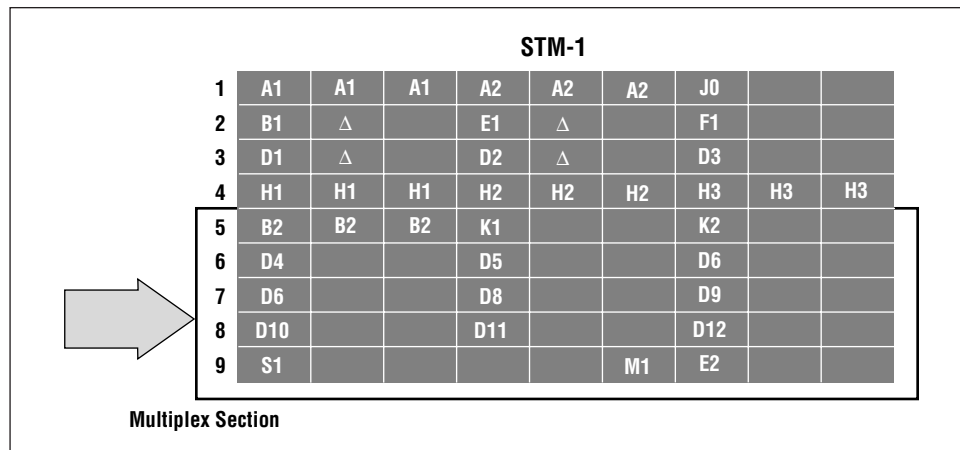 STM-1
1 A1 A1 A1 A2 A2 A2 J0
2 B1 Δ E1 Δ F1
3 D1 Δ D2 Δ D3
4 H1 H1 H1 H2 H2 H2 H3 H3 H3
5 B2 B2 B2 K1 K2
6 D4 D5 D6
7 D6 D8 D9
8 D10 D11 D12
9 S1 M1 E2
Multiplex Section